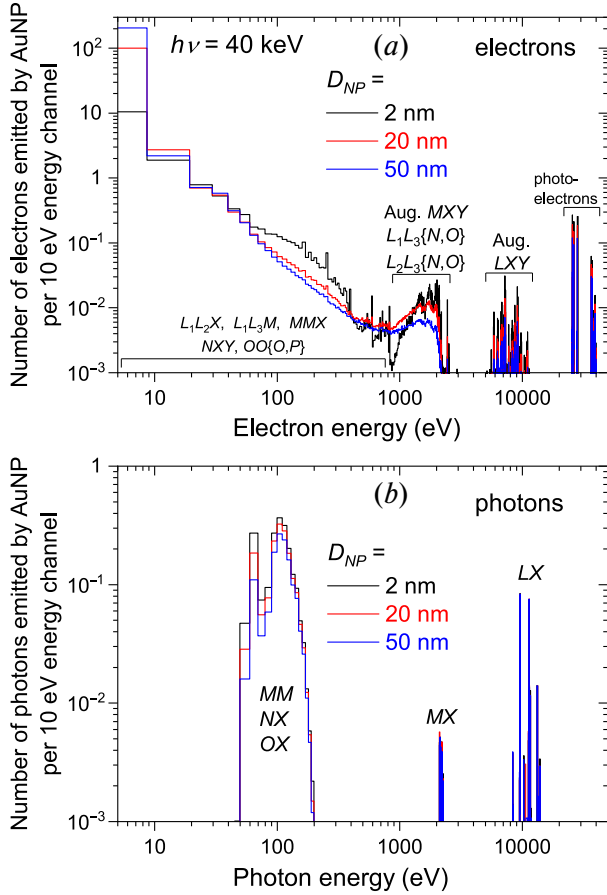 hν = 40 keV
(a)
electrons
D_NP =
2 nm
20 nm
50 nm
photo-
electrons
Aug. MXY
L₁L₃{N,O}
L₂L₃{N,O}
Aug.
LXY
L₁L₂X, L₁L₃M, MMX
NXY, OO{O,P}
10²
10
1
10⁻¹
10⁻²
10⁻³
Number of electrons emitted by AuNP
per 10 eV energy channel
10
100
1000
10000
Electron energy (eV)
(b)
photons
D_NP =
2 nm
20 nm
50 nm
LX
MM
NX
OX
MX
1
10⁻¹
10⁻²
10⁻³
Number of photons emitted by AuNP
per 10 eV energy channel
10
100
1000
10000
Photon energy (eV)